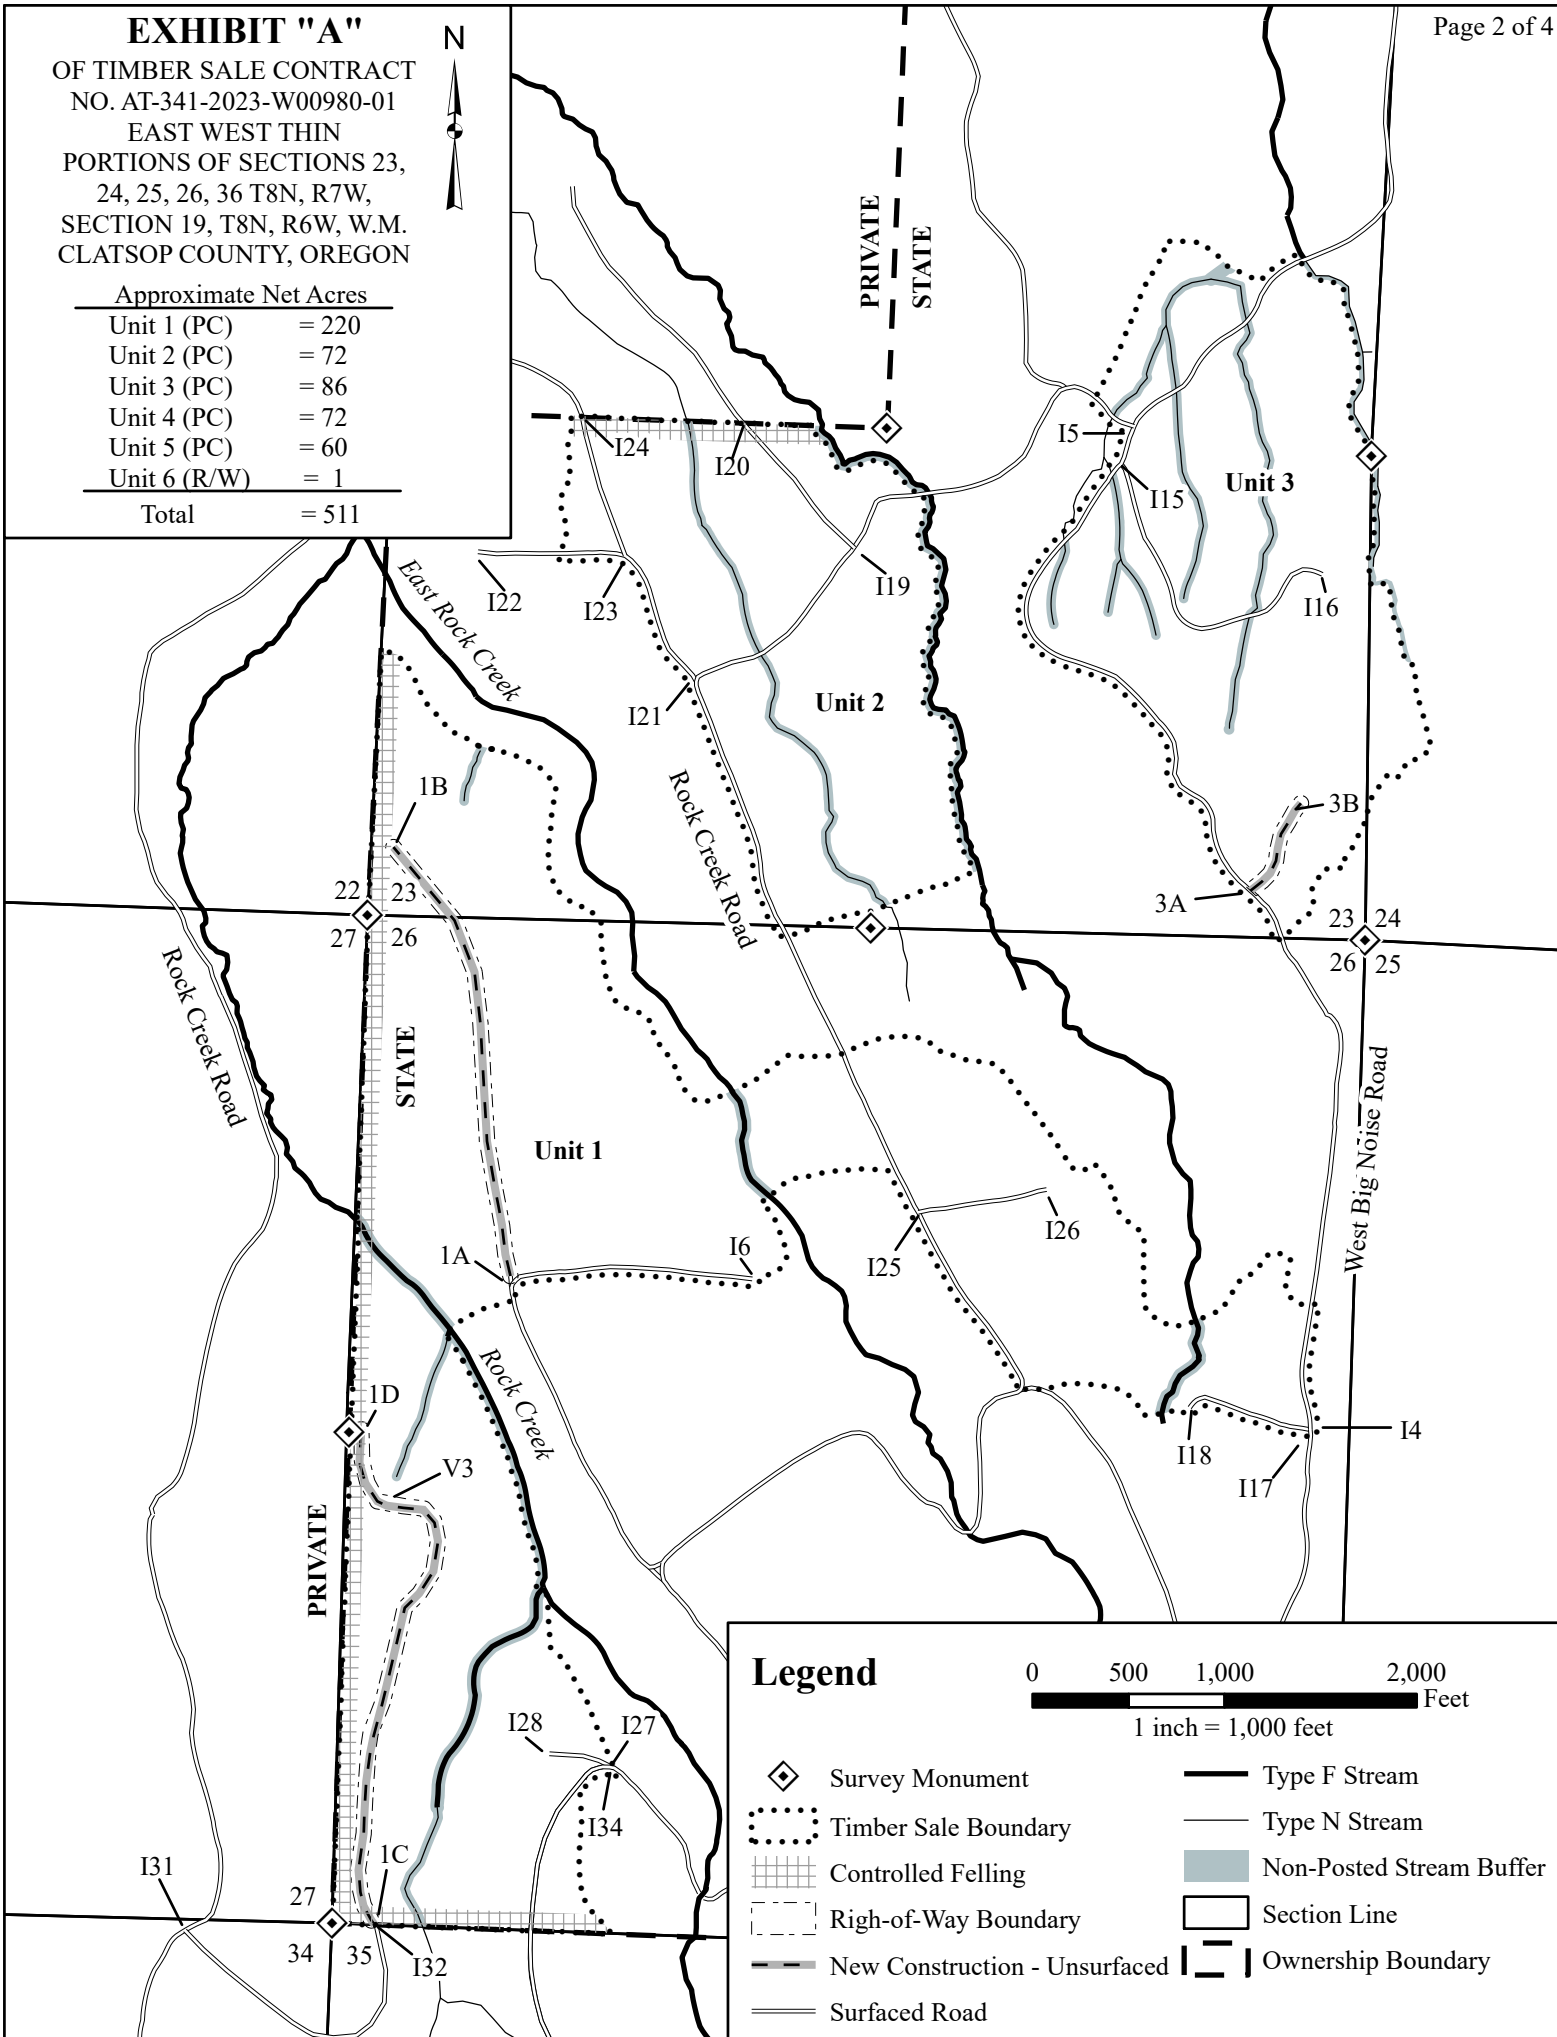 Page 2 of 4
EXHIBIT "A"
OF TIMBER SALE CONTRACT
NO. AT-341-2023-W00980-01
EAST WEST THIN
PORTIONS OF SECTIONS 23,
24, 25, 26, 36 T8N, R7W,
SECTION 19, T8N, R6W, W.M.
CLATSOP COUNTY, OREGON
N
Approximate Net Acres
Unit 1 (PC) = 220
Unit 2 (PC) = 72
Unit 3 (PC) = 86
Unit 4 (PC) = 72
Unit 5 (PC) = 60
Unit 6 (R/W) = 1
Total = 511
PRIVATE
STATE
I24
I20
I5
I15
Unit 3
I19
I16
I22
I23
East Rock Creek
I21
Unit 2
Rock Creek Road
1B
3B
3A
22 23
27 26
23 24
26 25
Rock Creek Road
STATE
West Big Noise Road
Unit 1
1A
I6
I25
I26
Rock Creek
1D
V3
I18
I4
I17
PRIVATE
I28
I27
I34
1C
I31
27
34 35
I32
Legend
0 500 1,000 2,000
Feet
1 inch = 1,000 feet
Survey Monument
Timber Sale Boundary
Controlled Felling
Righ-of-Way Boundary
New Construction - Unsurfaced
Surfaced Road
Type F Stream
Type N Stream
Non-Posted Stream Buffer
Section Line
Ownership Boundary